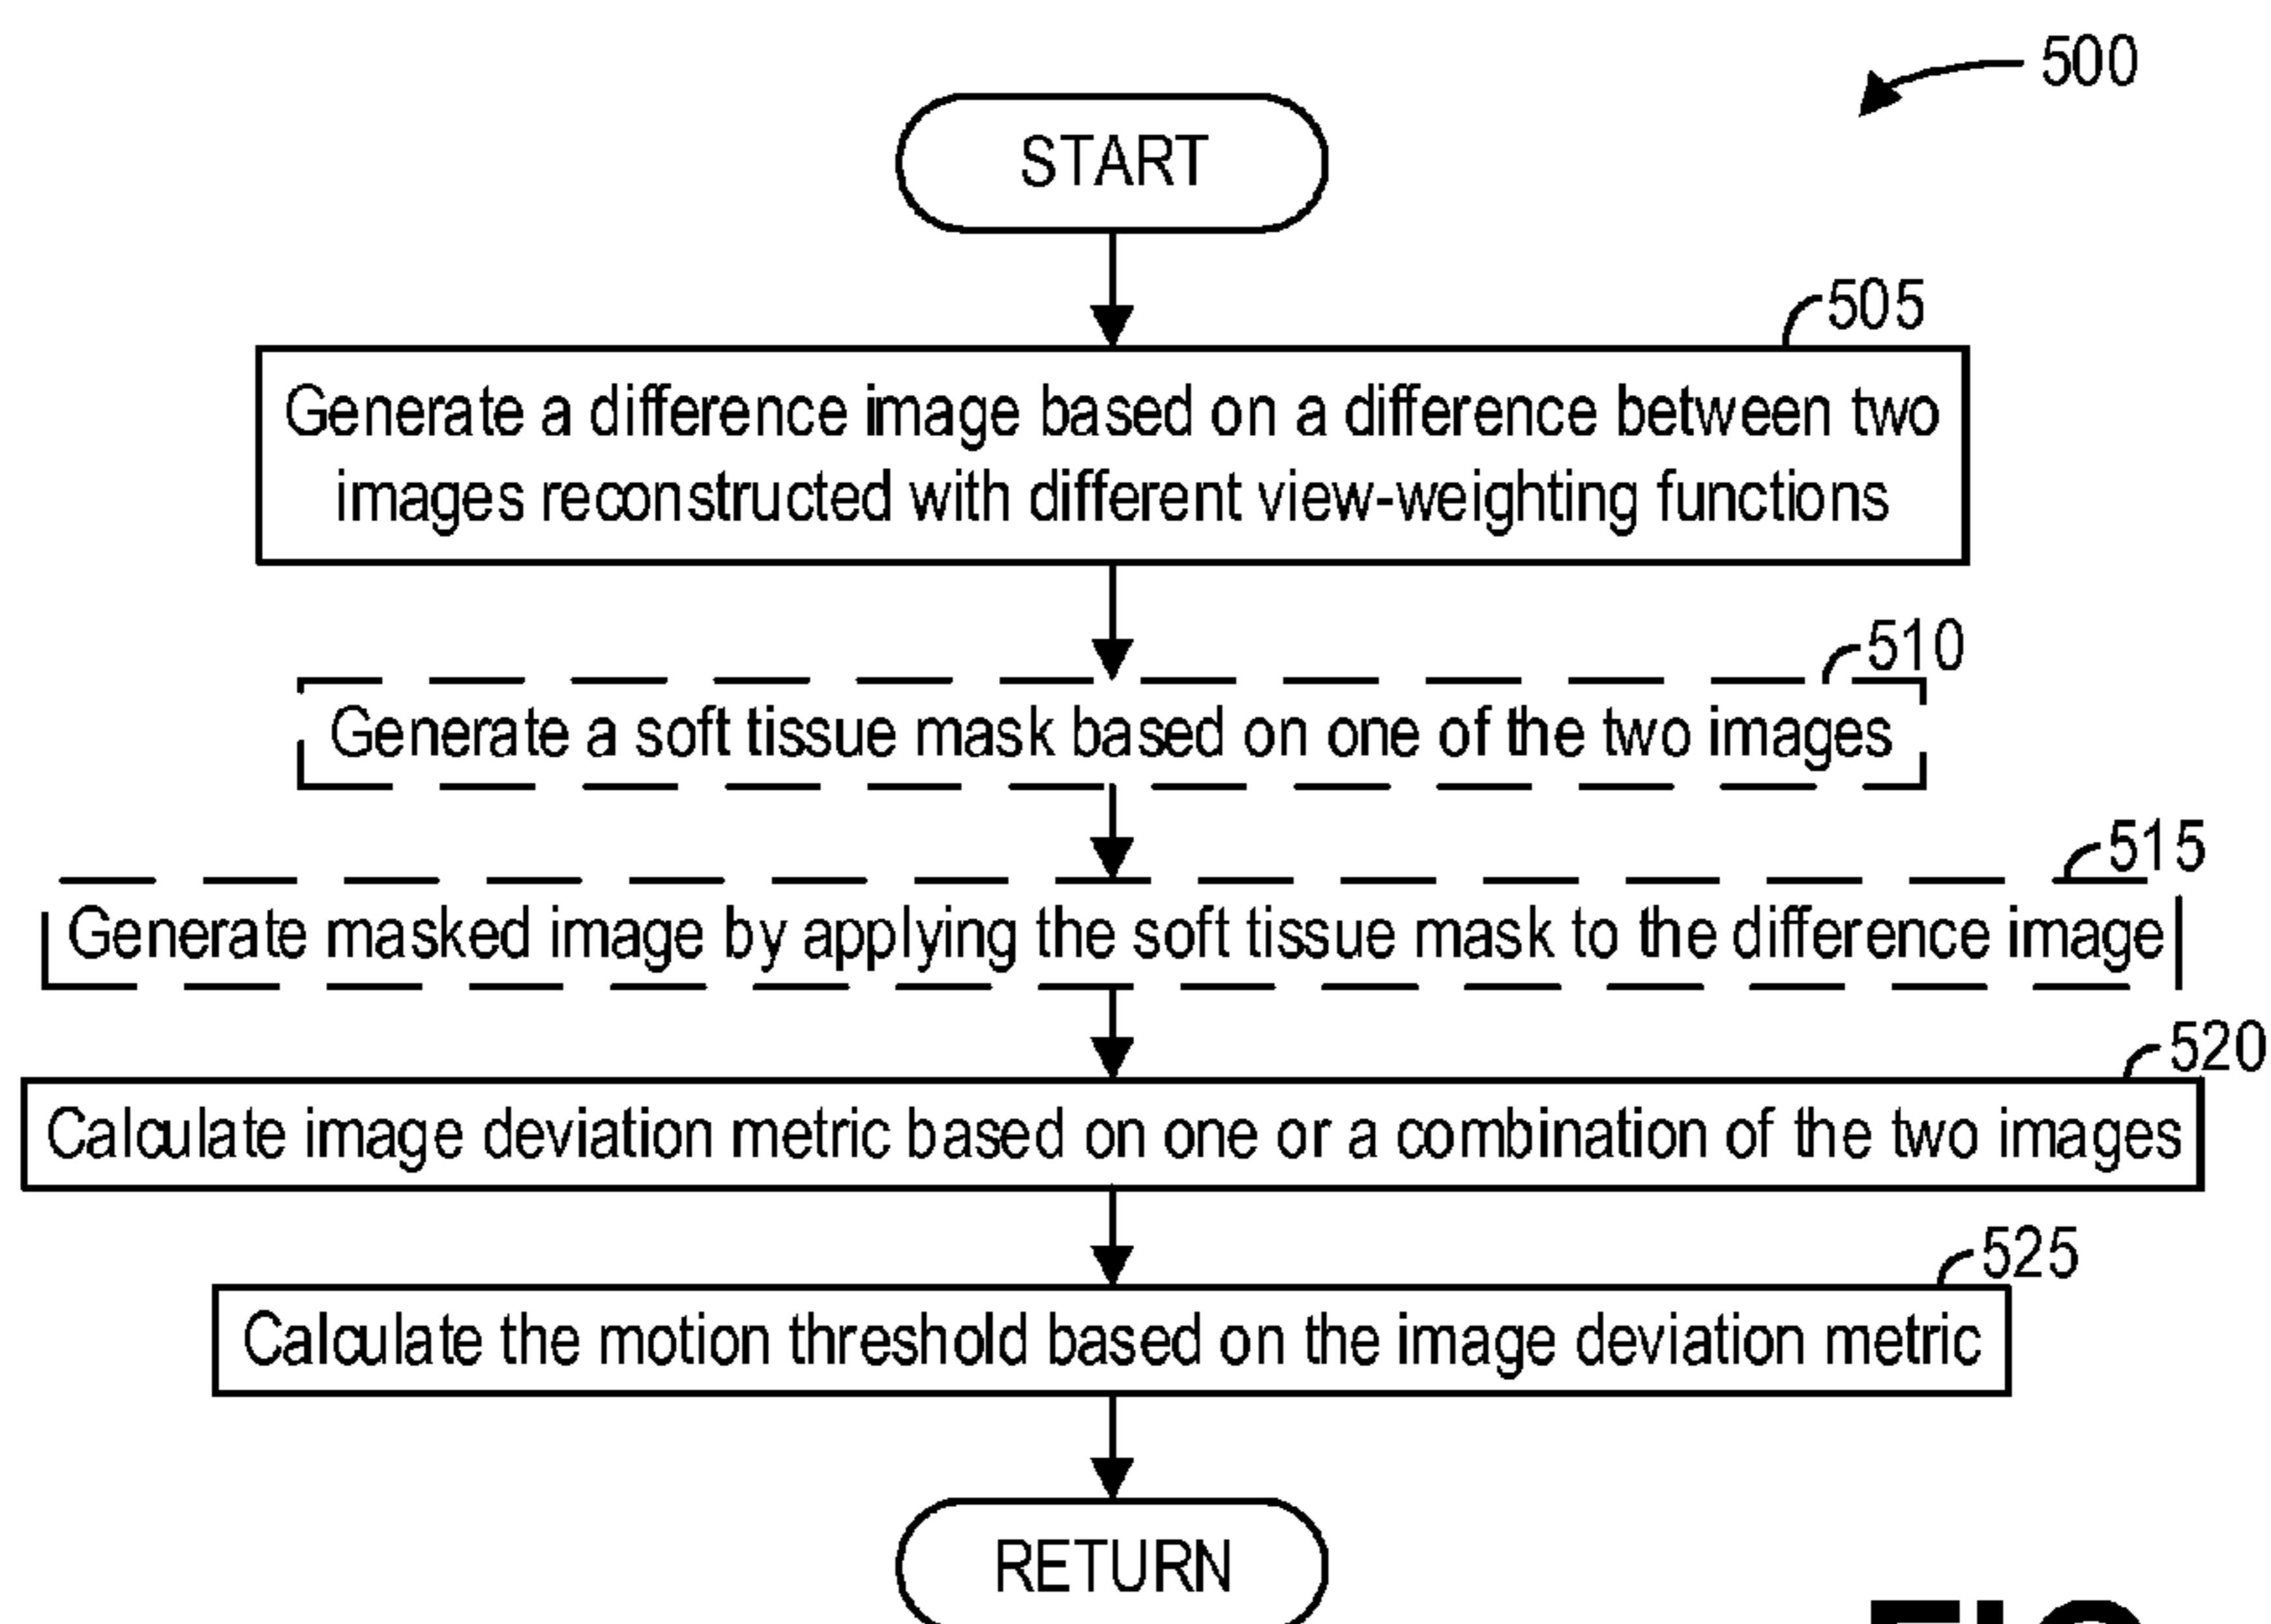 500
START
505
Generate a difference image based on a difference between two
images reconstructed with different view-weighting functions
510
Generate a soft tissue mask based on one of the two images
515
Generate masked image by applying the soft tissue mask to the difference image
520
Calculate image deviation metric based on one or a combination of the two images
525
Calculate the motion threshold based on the image deviation metric
RETURN